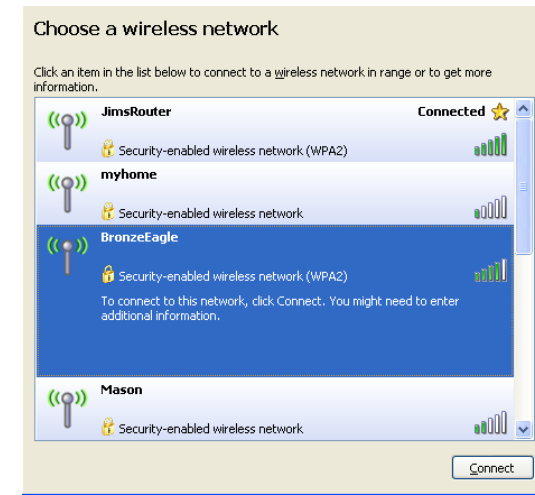 Choose a wireless network
Click an item in the list below to connect to a wireless network in range or to get more
information.
JimsRouter Connected
Security-enabled wireless network (WPA2)
myhome
Security-enabled wireless network
BronzeEagle
Security-enabled wireless network (WPA2)
To connect to this network, click Connect. You might need to enter
additional information.
Mason
Security-enabled wireless network
Connect